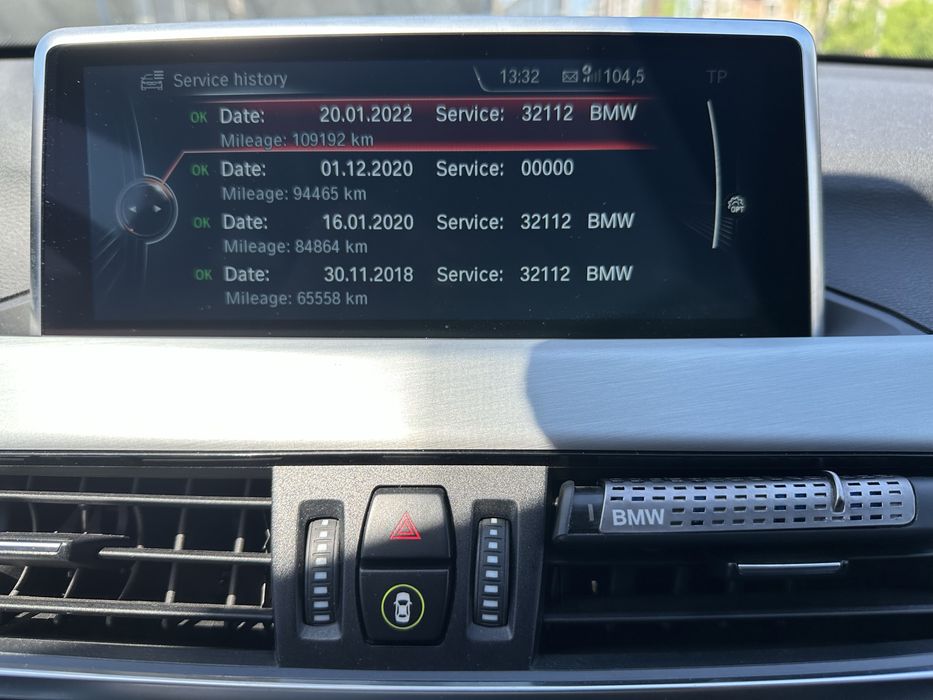 Service history 13:32 104,5 TP
OK Date: 20.01.2022 Service: 32112 BMW
Mileage: 109192 km
OK Date: 01.12.2020 Service: 00000
Mileage: 94465 km
OK Date: 16.01.2020 Service: 32112 BMW
Mileage: 84864 km
OK Date: 30.11.2018 Service: 32112 BMW
Mileage: 65558 km
OPT
BMW